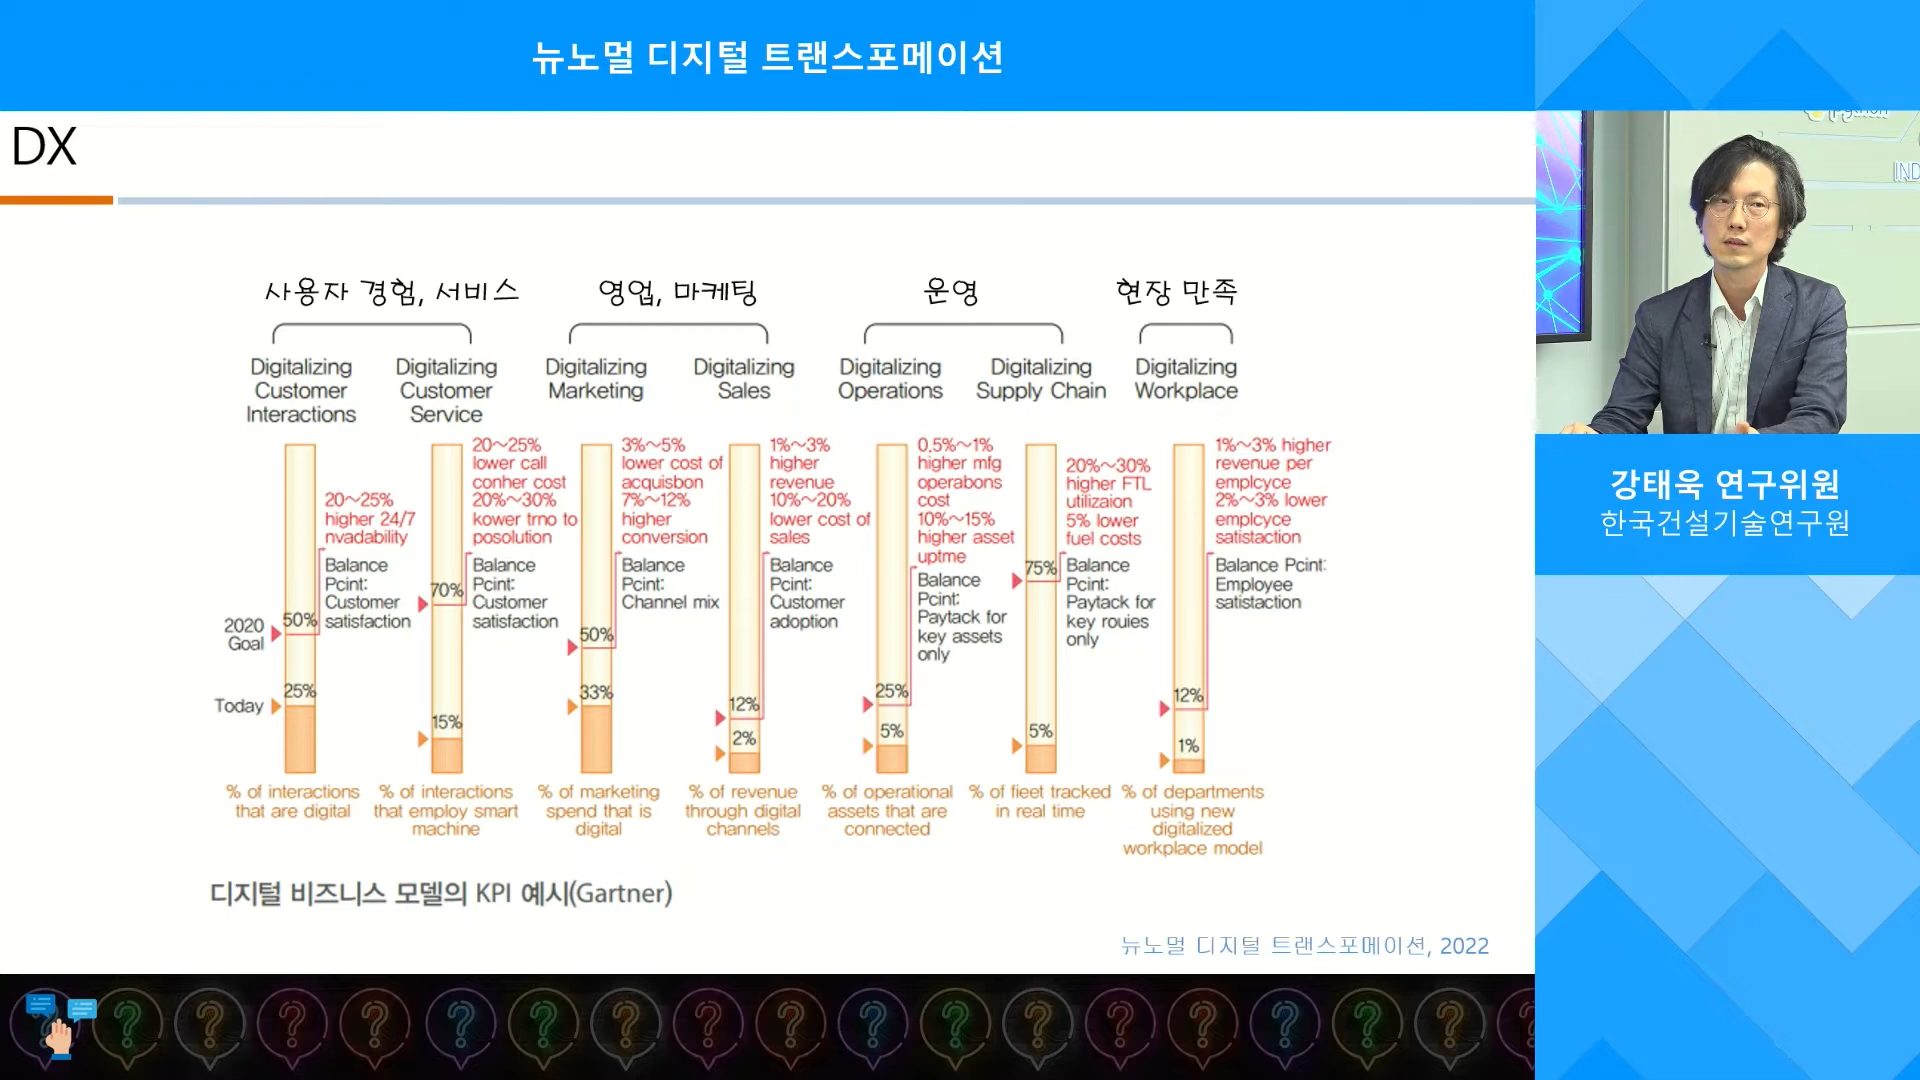 뉴노멀 디지털 트랜스포메이션
DX
사용자 경험, 서비스
영업, 마케팅
운영
현장 만족
Digitalizing
Customer
Interactions
Digitalizing
Customer
Service
Digitalizing
Marketing
Digitalizing
Sales
Digitalizing
Operations
Digitalizing
Supply Chain
Digitalizing
Workplace
20~25%
higher 24/7
nvadability
Balance
Pcint:
Customer
satisfaction
2020
Goal
50%
Today
25%
20~25%
lower call
conher cost
20%~30%
kower trno to
posolution
Balance
Pcint:
Customer
satisfaction
70%
15%
3%~5%
lower cost of
acquisbon
7%~12%
higher
conversion
Balance
Pcint:
Channel mix
50%
33%
1%~3%
higher
revenue
10%~20%
lower cost of
sales
Balance
Pcint:
Customer
adoption
12%
2%
0.5%~1%
higher mfg
operabons
cost
10%~15%
higher asset
uptme
Balance
Pcint:
Paytack for
key assets
only
25%
5%
20%~30%
higher FTL
utilizaion
5% lower
fuel costs
Balance
Pcint:
Paytack for
key rouies
only
75%
5%
1%~3% higher
revenue per
emplcyce
2%~3% lower
emplcyce
satisfaction
Balance Pcint:
Employee
satisfaction
12%
1%
% of interactions
that are digital
% of interactions
that employ smart
machine
% of marketing
spend that is
digital
% of revenue
through digital
channels
% of operational
assets that are
connected
% of fieet tracked
in real time
% of departments
using new
digitalized
workplace model
디지털 비즈니스 모델의 KPI 예시(Gartner)
뉴노멀 디지털 트랜스포메이션, 2022
강태욱 연구위원
한국건설기술연구원